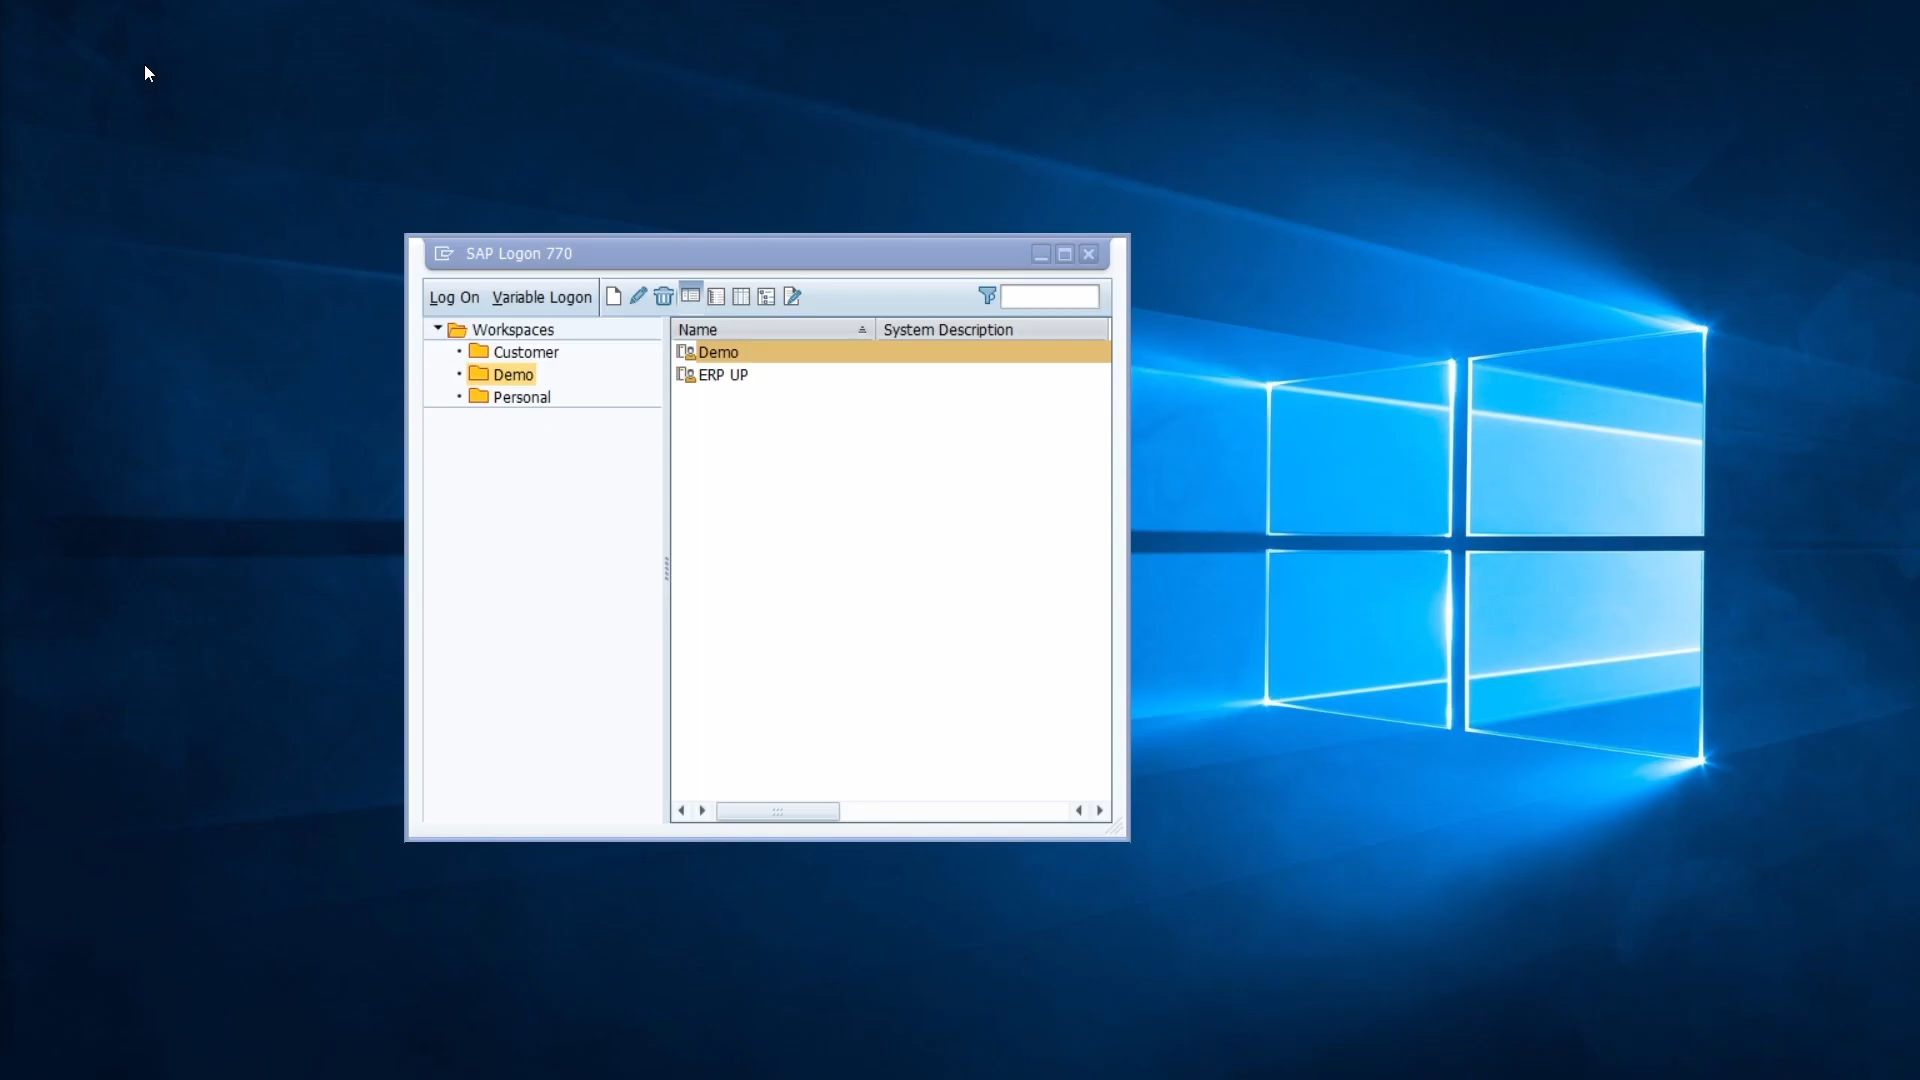 SAP Logon 770
Log On Variable Logon
Workspaces
Customer
Demo
Personal
Name System Description
Demo
ERP UP